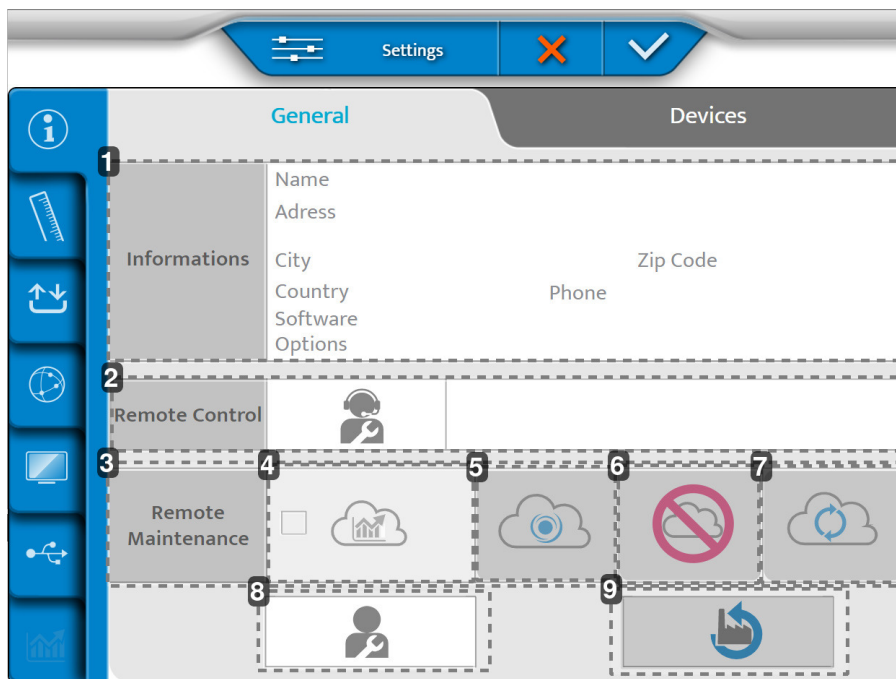 Settings
General
Devices
1
Name
Adress
Informations
City
Zip Code
Country
Phone
Software
Options
2
Remote Control
3
4
5
6
7
Remote
Maintenance
8
9